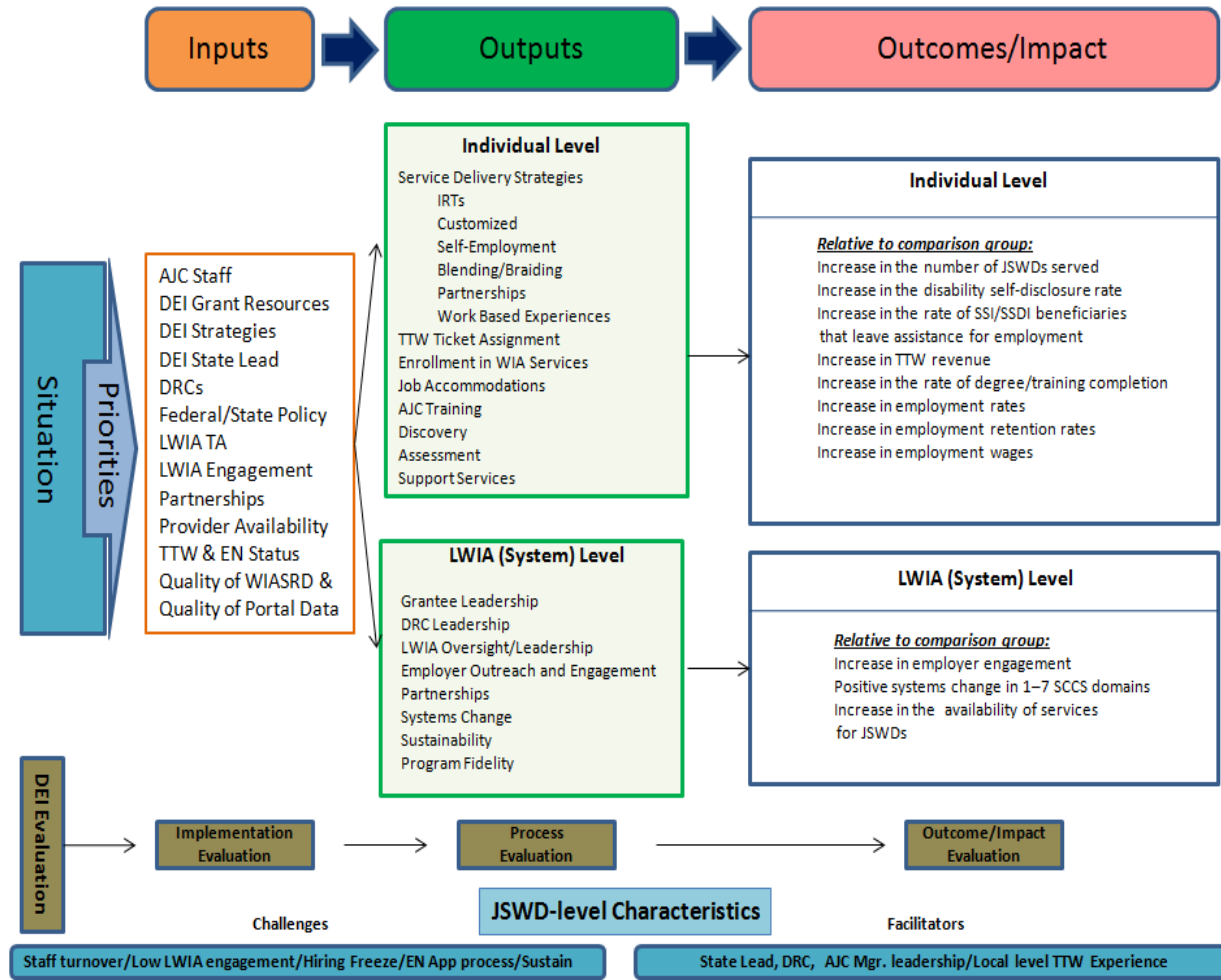 Inputs
Outputs
Outcomes/Impact
Situation
Priorities
AJC Staff
DEI Grant Resources
DEI Strategies
DEI State Lead
DRCs
Federal/State Policy
LWIA TA
LWIA Engagement
Partnerships
Provider Availability
TTW & EN Status
Quality of WIASRD &
Quality of Portal Data
Individual Level
Service Delivery Strategies
IRTs
Customized
Self-Employment
Blending/Braiding
Partnerships
Work Based Experiences
TTW Ticket Assignment
Enrollment in WIA Services
Job Accommodations
AJC Training
Discovery
Assessment
Support Services
LWIA (System) Level
Grantee Leadership
DRC Leadership
LWIA Oversight/Leadership
Employer Outreach and Engagement
Partnerships
Systems Change
Sustainability
Program Fidelity
Individual Level
Relative to comparison group:
Increase in the number of JSWDs served
Increase in the disability self-disclosure rate
Increase in the rate of SSI/SSDI beneficiaries
that leave assistance for employment
Increase in TTW revenue
Increase in the rate of degree/training completion
Increase in employment rates
Increase in employment retention rates
Increase in employment wages
LWIA (System) Level
Relative to comparison group:
Increase in employer engagement
Positive systems change in 1–7 SCCS domains
Increase in the availability of services
for JSWDs
DEI Evaluation
Implementation
Evaluation
Process
Evaluation
Outcome/Impact
Evaluation
JSWD-level Characteristics
Challenges
Facilitators
Staff turnover/Low LWIA engagement/Hiring Freeze/EN App process/Sustain
State Lead, DRC, AJC Mgr. leadership/Local level TTW Experience